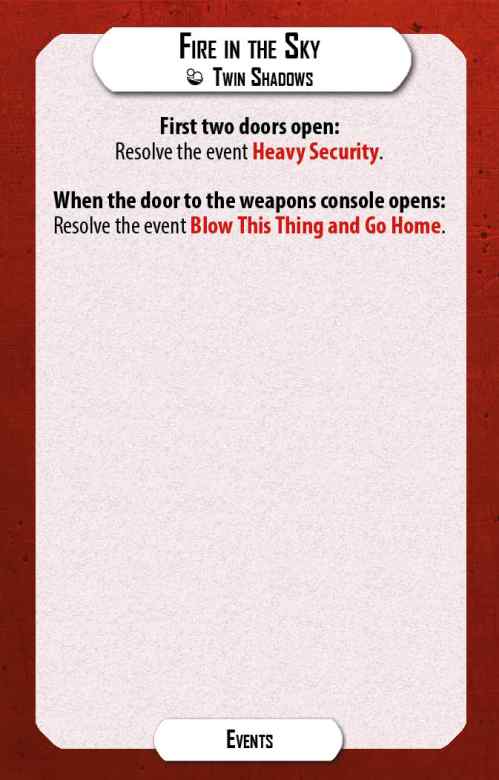 Fire in the Sky
Twin Shadows
First two doors open:
Resolve the event Heavy Security.
When the door to the weapons console opens:
Resolve the event Blow This Thing and Go Home.
Events